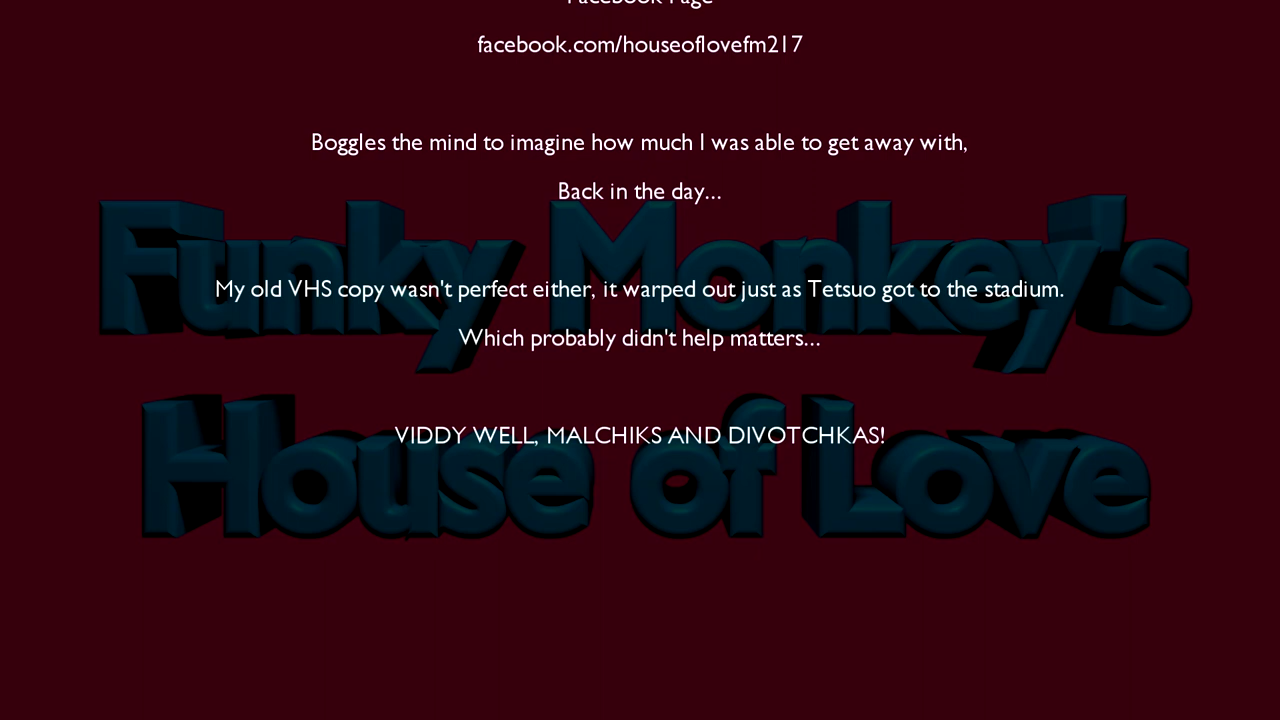 Facebook Page
facebook.com/houseoflovefm217
Boggles the mind to imagine how much I was able to get away with,
Back in the day...
Funky Monkey's
My old VHS copy wasn't perfect either, it warped out just as Tetsuo got to the stadium.
Which probably didn't help matters...
VIDDY WELL, MALCHIKS AND DIVOTCHKAS!
House of Love